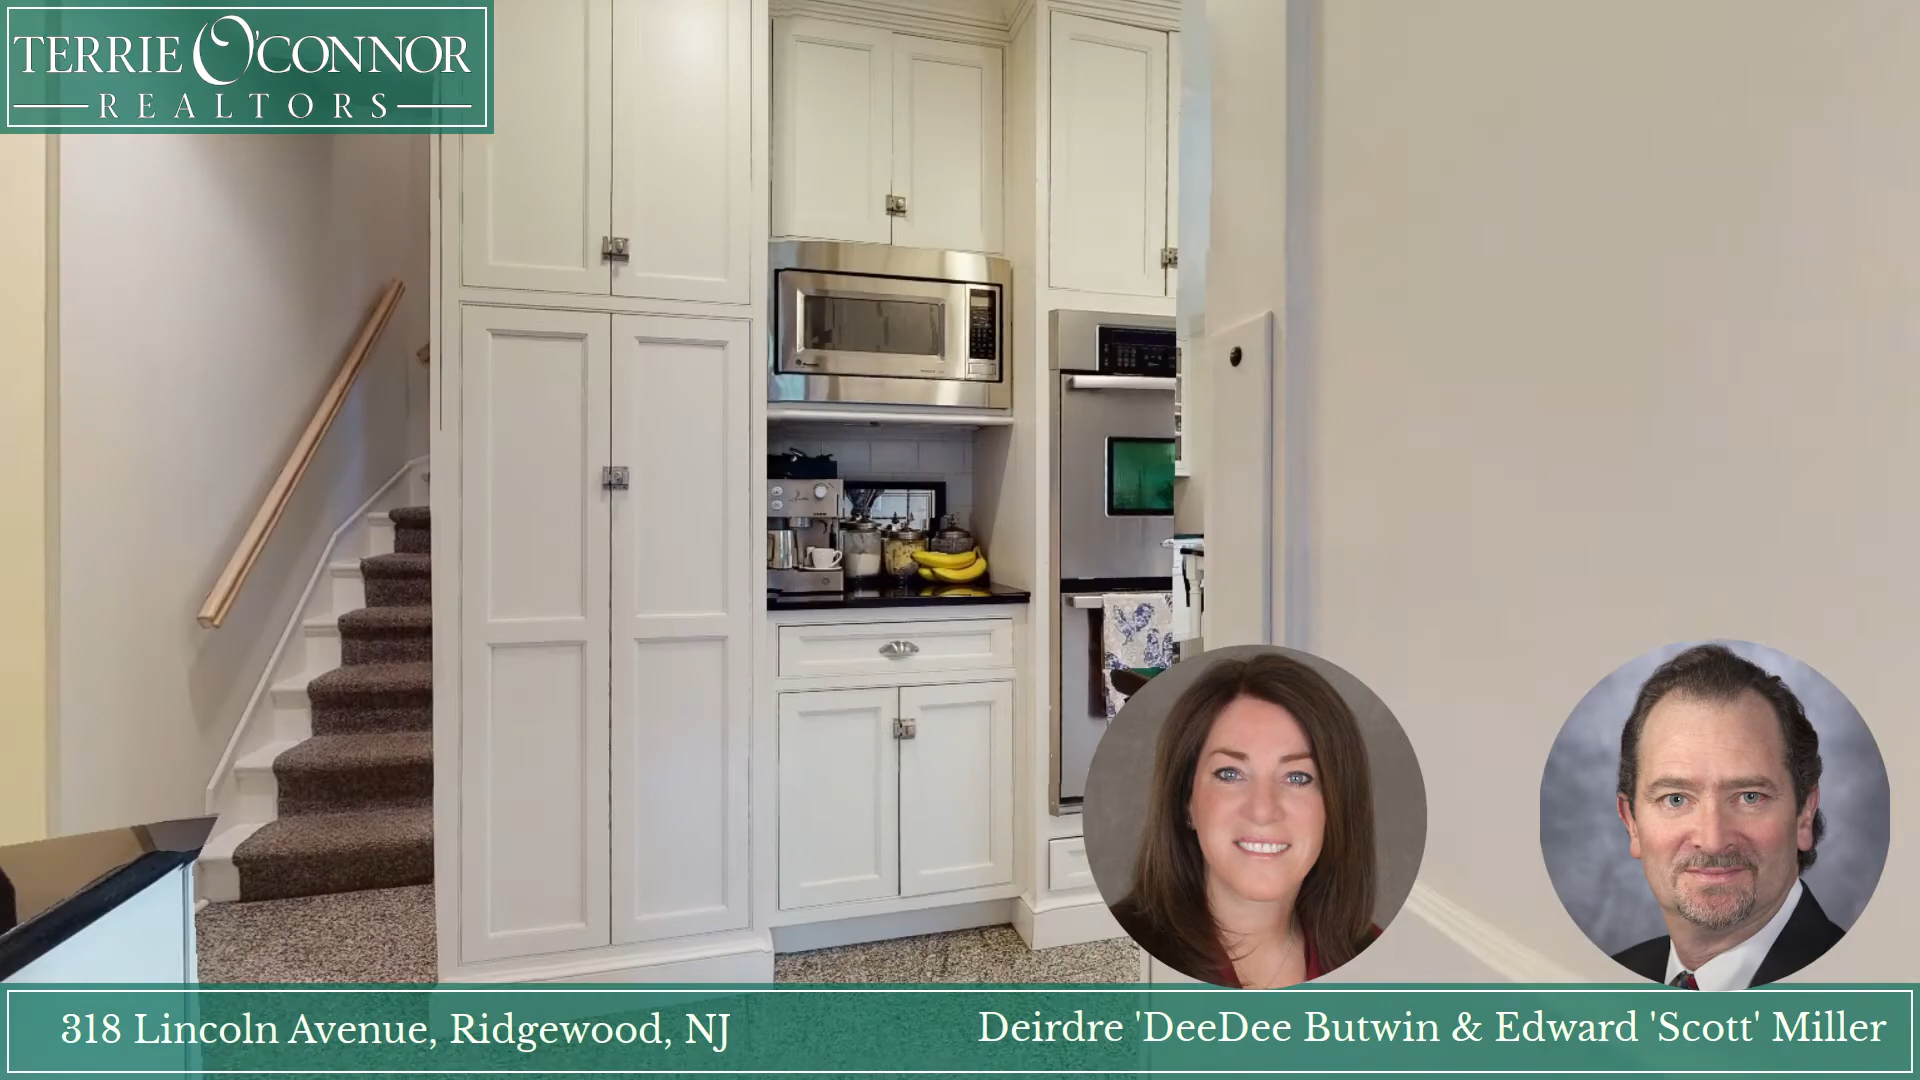 TERRIE O'CONNOR
REALTORS
318 Lincoln Avenue, Ridgewood, NJ
Deirdre 'DeeDee Butwin & Edward 'Scott' Miller